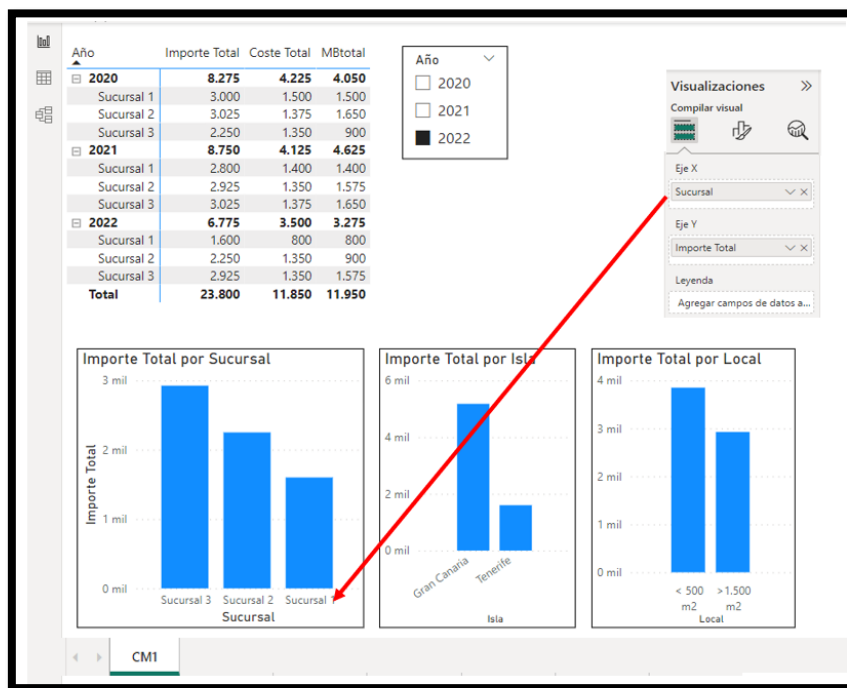 Año Importe Total Coste Total MBtotal
2020 8.275 4.225 4.050
Sucursal 1 3.000 1.500 1.500
Sucursal 2 3.025 1.375 1.650
Sucursal 3 2.250 1.350 900
2021 8.750 4.125 4.625
Sucursal 1 2.800 1.400 1.400
Sucursal 2 2.925 1.350 1.575
Sucursal 3 3.025 1.375 1.650
2022 6.775 3.500 3.275
Sucursal 1 1.600 800 800
Sucursal 2 2.250 1.350 900
Sucursal 3 2.925 1.350 1.575
Total 23.800 11.850 11.950
Año
2020
2021
2022
Visualizaciones
Compilar visual
Eje X
Sucursal
Eje Y
Importe Total
Leyenda
Agregar campos de datos a...
Importe Total por Sucursal
3 mil
2 mil
1 mil
0 mil
Importe Total
Sucursal 3 Sucursal 2 Sucursal 1
Sucursal
Importe Total por Isla
6 mil
4 mil
2 mil
0 mil
Gran Canaria Tenerife
Isla
Importe Total por Local
4 mil
3 mil
2 mil
1 mil
0 mil
< 500 >1.500
m2 m2
Local
CM1